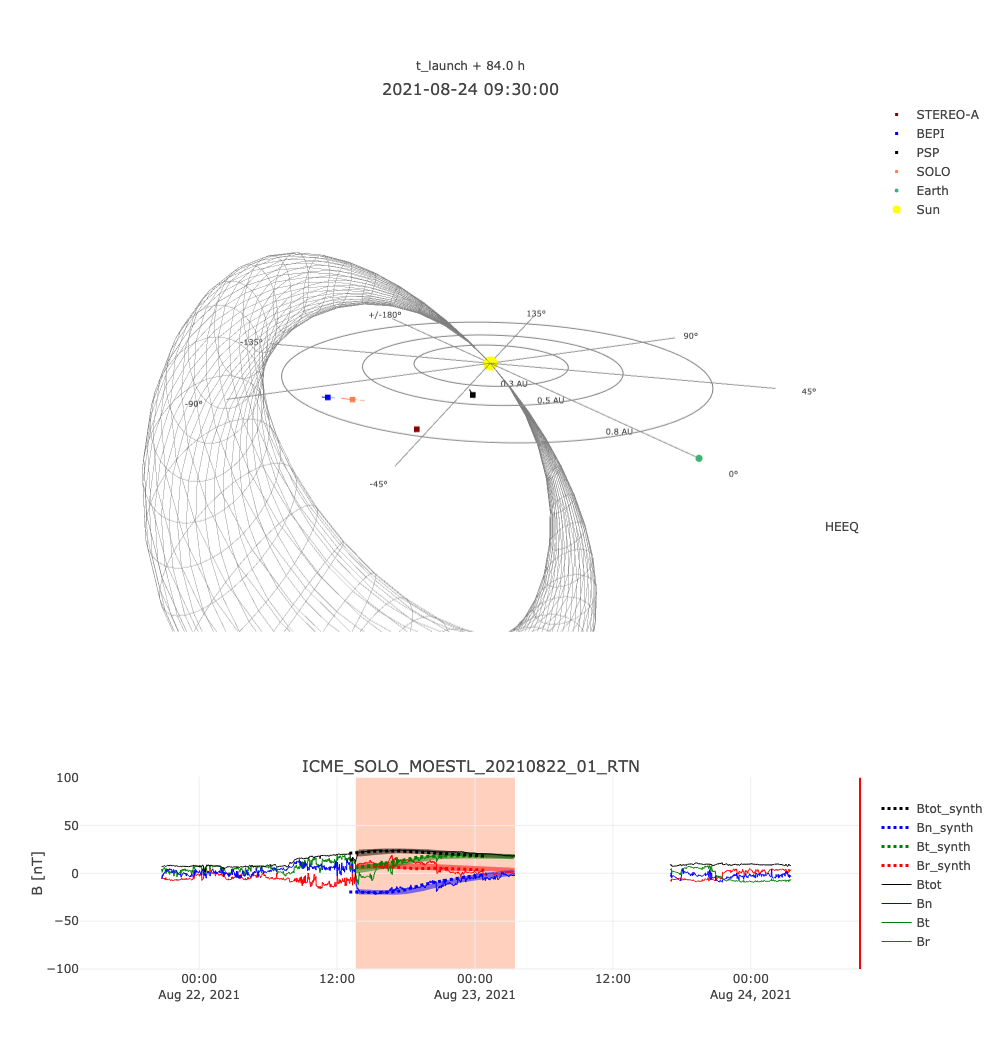 t_launch + 84.0 h
2021-08-24 09:30:00
STEREO-A
BEPI
PSP
SOLO
Earth
Sun
+/-180°
135°
90°
-135°
45°
0.3 AU
0.5 AU
-90°
0.8 AU
0°
-45°
HEEQ
ICME_SOLO_MOESTL_20210822_01_RTN
B [nT]
100
50
0
−50
−100
00:00
Aug 22, 2021
12:00
00:00
Aug 23, 2021
12:00
00:00
Aug 24, 2021
Btot_synth
Bn_synth
Bt_synth
Br_synth
Btot
Bn
Bt
Br